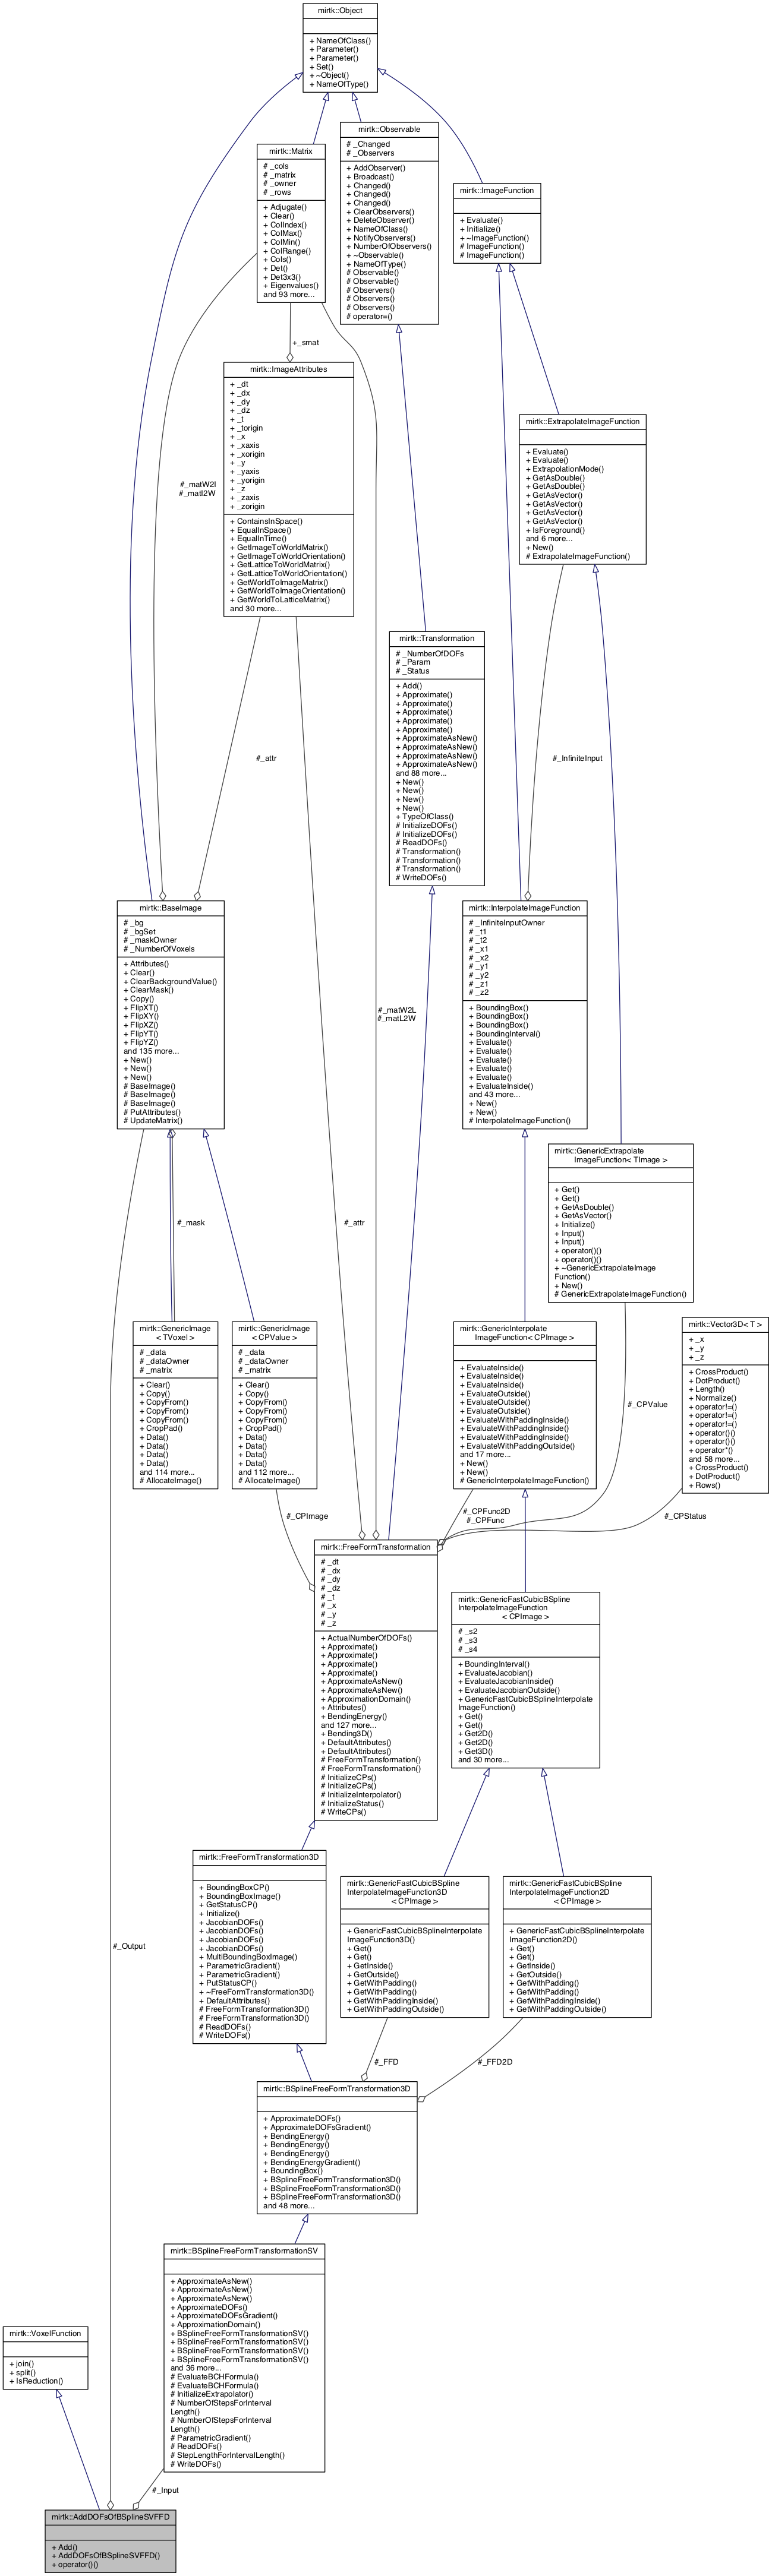 mirtk::Object
+ NameOfClass()
+ Parameter()
+ Parameter()
+ Set()
+ ~Object()
+ NameOfType()
mirtk::Observable
# _Changed
# _Observers
+ AddObserver()
+ Broadcast()
+ Changed()
+ Changed()
+ Changed()
+ ClearObservers()
+ DeleteObserver()
+ NameOfClass()
+ NotifyObservers()
+ NumberOfObservers()
+ ~Observable()
+ NameOfType()
# Observable()
# Observable()
# Observers()
# Observers()
# Observers()
# operator=()
mirtk::Matrix
# _cols
# _matrix
# _owner
# _rows
+ Adjugate()
+ Clear()
+ ColIndex()
+ ColMax()
+ ColMin()
+ ColRange()
+ Cols()
+ Det()
+ Det3x3()
+ Eigenvalues()
and 93 more...
mirtk::ImageFunction
+ Evaluate()
+ Initialize()
+ ~ImageFunction()
# ImageFunction()
# ImageFunction()
+_smat
mirtk::ImageAttributes
+ _dt
+ _dx
+ _dy
+ _dz
+ _t
+ _torigin
+ _x
+ _xaxis
+ _xorigin
+ _y
+ _yaxis
+ _yorigin
+ _z
+ _zaxis
+ _zorigin
+ ContainsInSpace()
+ EqualInSpace()
+ EqualInTime()
+ GetImageToWorldMatrix()
+ GetImageToWorldOrientation()
+ GetLatticeToWorldMatrix()
+ GetLatticeToWorldOrientation()
+ GetWorldToImageMatrix()
+ GetWorldToImageOrientation()
+ GetWorldToLatticeMatrix()
and 30 more...
mirtk::ExtrapolateImageFunction
+ Evaluate()
+ Evaluate()
+ ExtrapolationMode()
+ GetAsDouble()
+ GetAsDouble()
+ GetAsVector()
+ GetAsVector()
+ GetAsVector()
+ GetAsVector()
+ IsForeground()
and 6 more...
+ New()
# ExtrapolateImageFunction()
#_matW2I
#_matI2W
mirtk::Transformation
# _NumberOfDOFs
# _Param
# _Status
+ Add()
+ Approximate()
+ Approximate()
+ Approximate()
+ Approximate()
+ Approximate()
+ ApproximateAsNew()
+ ApproximateAsNew()
+ ApproximateAsNew()
and 88 more...
+ New()
+ New()
+ New()
+ New()
+ TypeOfClass()
# InitializeDOFs()
# InitializeDOFs()
# ReadDOFs()
# Transformation()
# Transformation()
# Transformation()
# WriteDOFs()
#_attr
#_InfiniteInput
mirtk::BaseImage
# _bg
# _bgSet
# _maskOwner
# _NumberOfVoxels
+ Attributes()
+ Clear()
+ ClearBackgroundValue()
+ ClearMask()
+ Copy()
+ FlipXT()
+ FlipXY()
+ FlipXZ()
+ FlipYT()
+ FlipYZ()
and 135 more...
+ New()
+ New()
+ New()
# BaseImage()
# BaseImage()
# BaseImage()
# PutAttributes()
# UpdateMatrix()
mirtk::InterpolateImageFunction
# _InfiniteInputOwner
# _t1
# _t2
# _x1
# _x2
# _y1
# _y2
# _z1
# _z2
+ BoundingBox()
+ BoundingBox()
+ BoundingBox()
+ BoundingInterval()
+ Evaluate()
+ Evaluate()
+ Evaluate()
+ Evaluate()
+ Evaluate()
+ EvaluateInside()
and 43 more...
+ New()
+ New()
# InterpolateImageFunction()
#_matW2L
#_matL2W
mirtk::GenericExtrapolate
ImageFunction< TImage >
+ Get()
+ Get()
+ GetAsDouble()
+ GetAsVector()
+ Initialize()
+ Input()
+ Input()
+ operator()()
+ operator()()
+ ~GenericExtrapolateImage
Function()
+ New()
# GenericExtrapolateImageFunction()
#_mask
#_attr
mirtk::GenericImage
< TVoxel >
# _data
# _dataOwner
# _matrix
+ Clear()
+ Copy()
+ CopyFrom()
+ CopyFrom()
+ CopyFrom()
+ CropPad()
+ Data()
+ Data()
+ Data()
+ Data()
and 114 more...
# AllocateImage()
mirtk::GenericImage
< CPValue >
# _data
# _dataOwner
# _matrix
+ Clear()
+ Copy()
+ CopyFrom()
+ CopyFrom()
+ CopyFrom()
+ CropPad()
+ Data()
+ Data()
+ Data()
+ Data()
and 112 more...
# AllocateImage()
mirtk::GenericInterpolate
ImageFunction< CPImage >
+ EvaluateInside()
+ EvaluateInside()
+ EvaluateInside()
+ EvaluateOutside()
+ EvaluateOutside()
+ EvaluateOutside()
+ EvaluateWithPaddingInside()
+ EvaluateWithPaddingInside()
+ EvaluateWithPaddingInside()
+ EvaluateWithPaddingOutside()
and 17 more...
+ New()
+ New()
# GenericInterpolateImageFunction()
mirtk::Vector3D< T >
+ _x
+ _y
+ _z
+ CrossProduct()
+ DotProduct()
+ Length()
+ Normalize()
+ operator!=()
+ operator!=()
+ operator!=()
+ operator()()
+ operator()()
+ operator*()
and 58 more...
+ CrossProduct()
+ DotProduct()
+ Rows()
#_CPValue
#_CPImage
#_CPFunc2D
#_CPFunc
#_CPStatus
mirtk::FreeFormTransformation
# _dt
# _dx
# _dy
# _dz
# _t
# _x
# _y
# _z
+ ActualNumberOfDOFs()
+ Approximate()
+ Approximate()
+ Approximate()
+ Approximate()
+ ApproximateAsNew()
+ ApproximateAsNew()
+ ApproximationDomain()
+ Attributes()
+ BendingEnergy()
and 127 more...
+ Bending3D()
+ DefaultAttributes()
+ DefaultAttributes()
# FreeFormTransformation()
# FreeFormTransformation()
# InitializeCPs()
# InitializeCPs()
# InitializeInterpolator()
# InitializeStatus()
# WriteCPs()
mirtk::GenericFastCubicBSpline
InterpolateImageFunction
< CPImage >
# _s2
# _s3
# _s4
+ BoundingInterval()
+ EvaluateJacobian()
+ EvaluateJacobianInside()
+ EvaluateJacobianOutside()
+ GenericFastCubicBSplineInterpolate
ImageFunction()
+ Get()
+ Get()
+ Get2D()
+ Get2D()
+ Get3D()
and 30 more...
mirtk::FreeFormTransformation3D
+ BoundingBoxCP()
+ BoundingBoxImage()
+ GetStatusCP()
+ Initialize()
+ JacobianDOFs()
+ JacobianDOFs()
+ JacobianDOFs()
+ JacobianDOFs()
+ MultiBoundingBoxImage()
+ ParametricGradient()
+ ParametricGradient()
+ PutStatusCP()
+ ~FreeFormTransformation3D()
+ DefaultAttributes()
# FreeFormTransformation3D()
# FreeFormTransformation3D()
# ReadDOFs()
# WriteDOFs()
mirtk::GenericFastCubicBSpline
InterpolateImageFunction3D
< CPImage >
+ GenericFastCubicBSplineInterpolate
ImageFunction3D()
+ Get()
+ Get()
+ GetInside()
+ GetOutside()
+ GetWithPadding()
+ GetWithPadding()
+ GetWithPaddingInside()
+ GetWithPaddingOutside()
mirtk::GenericFastCubicBSpline
InterpolateImageFunction2D
< CPImage >
+ GenericFastCubicBSplineInterpolate
ImageFunction2D()
+ Get()
+ Get()
+ GetInside()
+ GetOutside()
+ GetWithPadding()
+ GetWithPadding()
+ GetWithPaddingInside()
+ GetWithPaddingOutside()
#_Output
#_FFD
#_FFD2D
mirtk::BSplineFreeFormTransformation3D
+ ApproximateDOFs()
+ ApproximateDOFsGradient()
+ BendingEnergy()
+ BendingEnergy()
+ BendingEnergy()
+ BendingEnergyGradient()
+ BoundingBox()
+ BSplineFreeFormTransformation3D()
+ BSplineFreeFormTransformation3D()
+ BSplineFreeFormTransformation3D()
and 48 more...
mirtk::BSplineFreeFormTransformationSV
+ ApproximateAsNew()
+ ApproximateAsNew()
+ ApproximateAsNew()
+ ApproximateDOFs()
+ ApproximateDOFsGradient()
+ ApproximationDomain()
+ BSplineFreeFormTransformationSV()
+ BSplineFreeFormTransformationSV()
+ BSplineFreeFormTransformationSV()
+ BSplineFreeFormTransformationSV()
and 36 more...
# EvaluateBCHFormula()
# EvaluateBCHFormula()
# InitializeExtrapolator()
# NumberOfStepsForInterval
Length()
# NumberOfStepsForInterval
Length()
# ParametricGradient()
# ReadDOFs()
# StepLengthForIntervalLength()
# WriteDOFs()
mirtk::VoxelFunction
+ join()
+ split()
+ IsReduction()
#_Input
mirtk::AddDOFsOfBSplineSVFFD
+ Add()
+ AddDOFsOfBSplineSVFFD()
+ operator()()